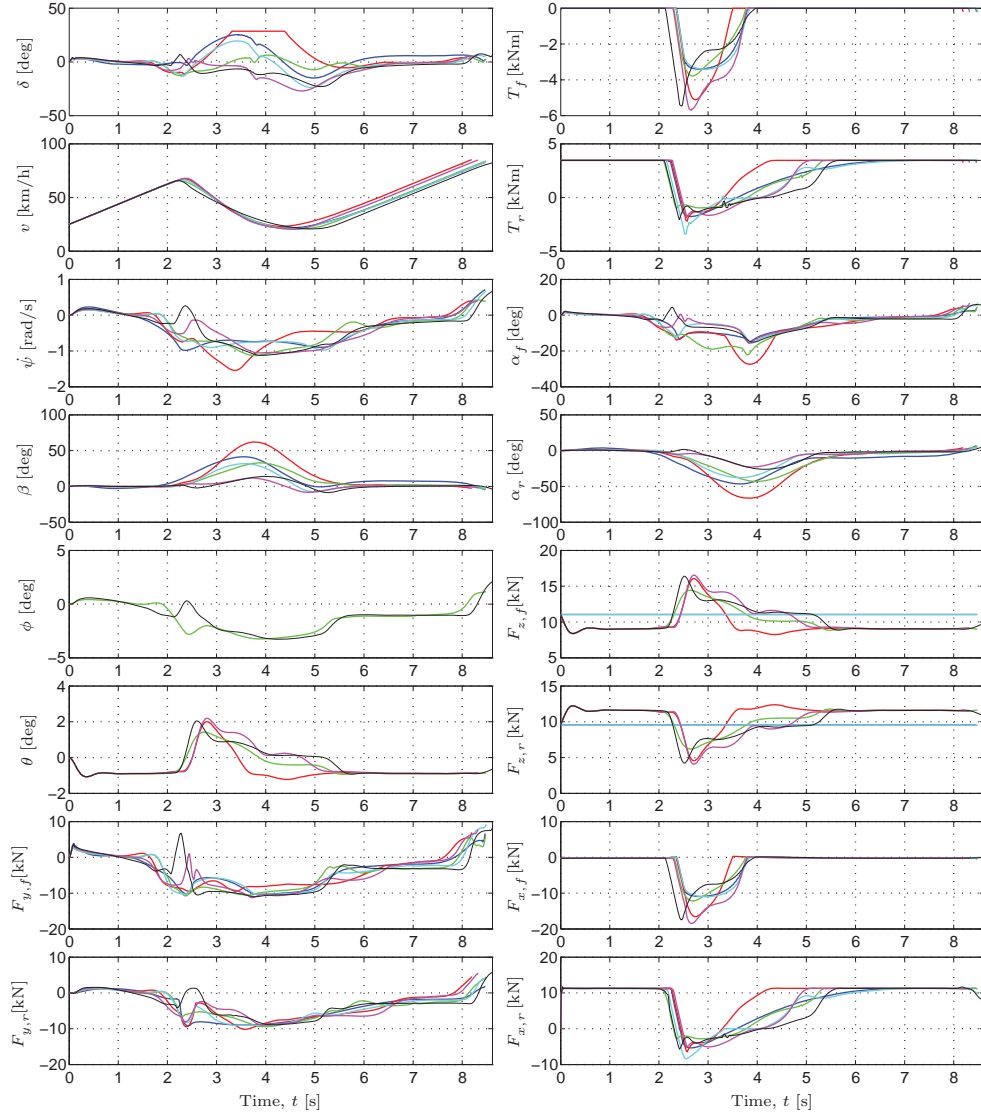 50
0
−50
δ [deg]
0 1 2 3 4 5 6 7 8
0
−2
−4
−6
T_f [kNm]
0 1 2 3 4 5 6 7 8
100
50
0
v [km/h]
0 1 2 3 4 5 6 7 8
5
0
−5
T_r [kNm]
0 1 2 3 4 5 6 7 8
1
0
−1
−2
ψ̇ [rad/s]
0 1 2 3 4 5 6 7 8
20
0
−20
−40
α_f [deg]
0 1 2 3 4 5 6 7 8
100
50
0
−50
β [deg]
0 1 2 3 4 5 6 7 8
50
0
−50
−100
α_r [deg]
0 1 2 3 4 5 6 7 8
5
0
−5
ϕ [deg]
0 1 2 3 4 5 6 7 8
20
15
10
5
F_{z,f} [kN]
0 1 2 3 4 5 6 7 8
4
2
0
−2
θ [deg]
0 1 2 3 4 5 6 7 8
15
10
5
0
F_{z,r} [kN]
0 1 2 3 4 5 6 7 8
10
0
−10
−20
F_{y,f} [kN]
0 1 2 3 4 5 6 7 8
10
0
−10
−20
F_{x,f} [kN]
0 1 2 3 4 5 6 7 8
10
0
−10
−20
F_{y,r}[kN]
0 1 2 3 4 5 6 7 8
Time, t [s]
20
10
0
−10
F_{x,r} [kN]
0 1 2 3 4 5 6 7 8
Time, t [s]